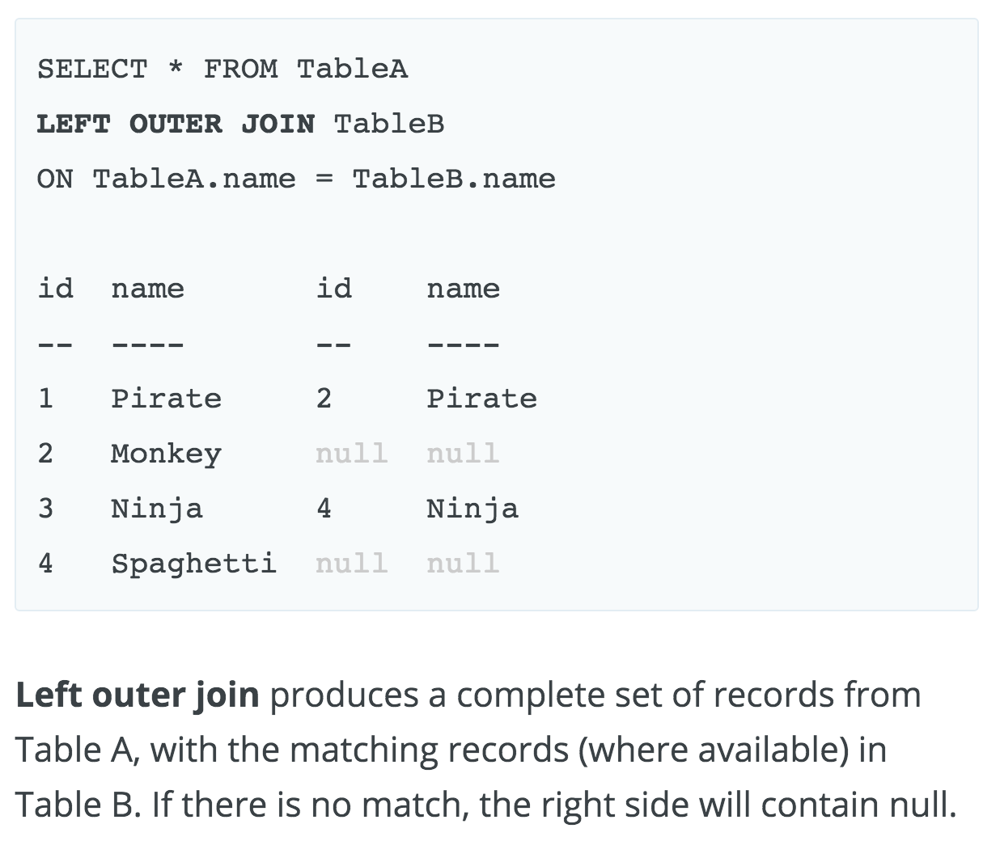 SELECT * FROM TableA
LEFT OUTER JOIN TableB
ON TableA.name = TableB.name
id name id name
-- ---- -- ----
1 Pirate 2 Pirate
2 Monkey null null
3 Ninja 4 Ninja
4 Spaghetti null null
Left outer join produces a complete set of records from
Table A, with the matching records (where available) in
Table B. If there is no match, the right side will contain null.